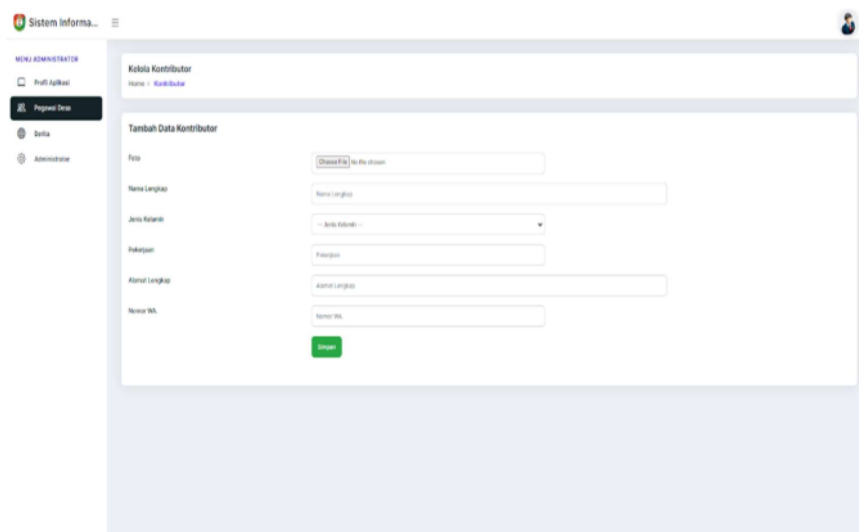 Sistem Informa...
MENU ADMINISTRATOR
Profil Aplikasi
Pegawai Desa
Berita
Administrator
Kelola Kontributor
Home > Kontributor
Tambah Data Kontributor
Foto
Choose File No file chosen
Nama Lengkap
Nama Lengkap
Jenis Kelamin
-- Jenis Kelamin --
Pekerjaan
Pekerjaan
Alamat Lengkap
Alamat Lengkap
Nomor WA
Nomor WA
Simpan